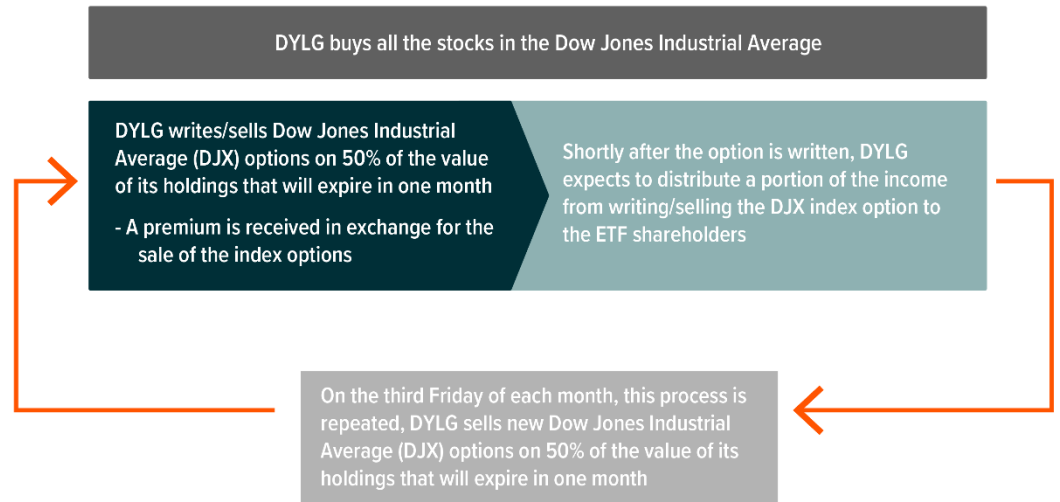 DYLG buys all the stocks in the Dow Jones Industrial Average
DYLG writes/sells Dow Jones Industrial
Average (DJX) options on 50% of the value
of its holdings that will expire in one month
- A premium is received in exchange for the
sale of the index options
Shortly after the option is written, DYLG
expects to distribute a portion of the income
from writing/selling the DJX index option to
the ETF shareholders
On the third Friday of each month, this process is
repeated, DYLG sells new Dow Jones Industrial
Average (DJX) options on 50% of the value of its
holdings that will expire in one month